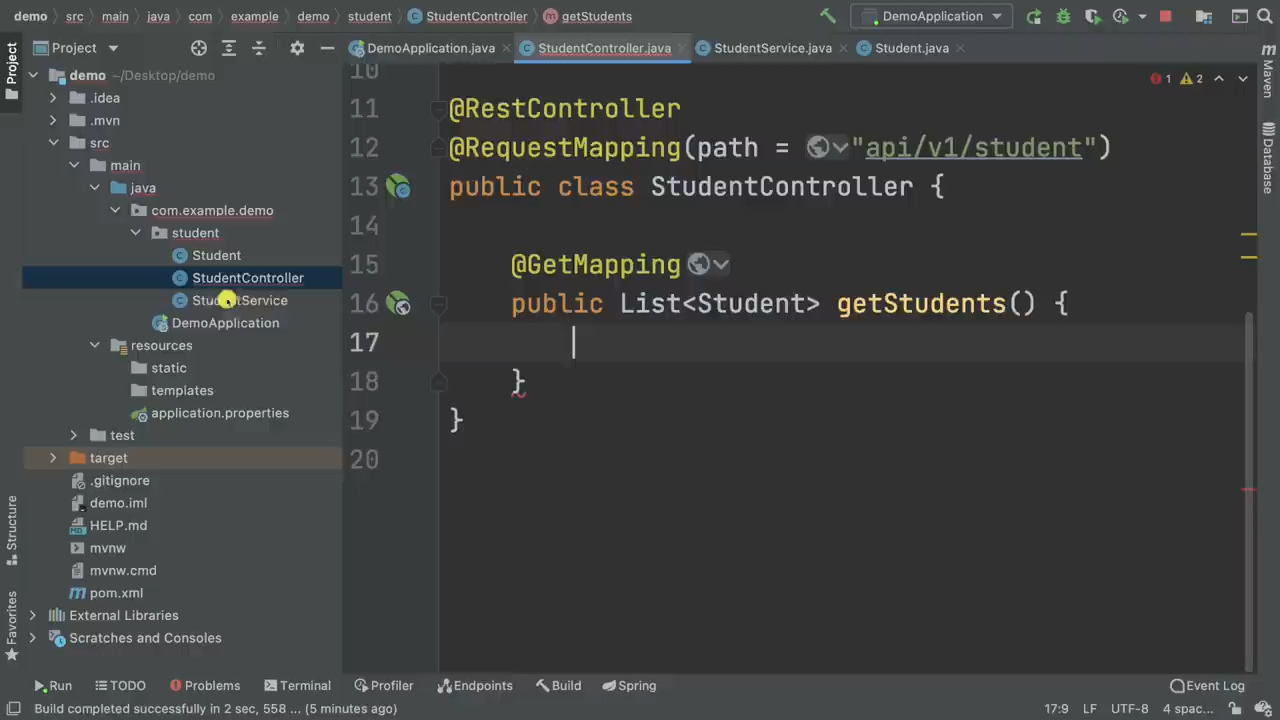 demo > src > main > java > com > example > demo > student > StudentController > getStudents
DemoApplication
Project
DemoApplication.java
StudentController.java
StudentService.java
Student.java
Project
Favorites
Structure
Maven
Database
demo ~/Desktop/demo
.idea
.mvn
src
main
java
com.example.demo
student
Student
StudentController
StudentService
DemoApplication
resources
static
templates
application.properties
test
target
.gitignore
demo.iml
HELP.md
mvnw
mvnw.cmd
pom.xml
External Libraries
Scratches and Consoles
1 2
10
11 @RestController
12 @RequestMapping(path = "api/v1/student")
13 public class StudentController {
14
15 @GetMapping
16 public List<Student> getStudents() {
17
18 }
19 }
20
Run TODO Problems Terminal Profiler Endpoints Build Spring Event Log
Build completed successfully in 2 sec, 558 ... (5 minutes ago) 17:9 LF UTF-8 4 spac...